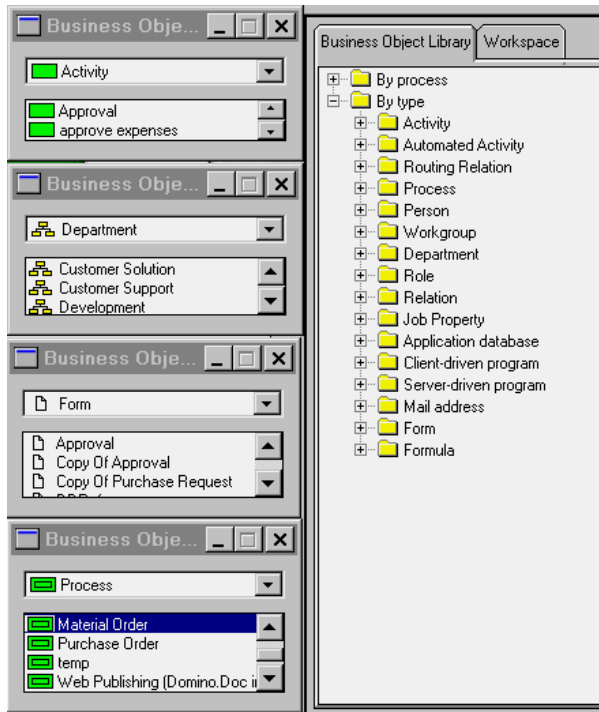 Business Obje...
Activity
Approval
approve expenses
Business Obje...
Department
Customer Solution
Customer Support
Development
Business Obje...
Form
Approval
Copy Of Approval
Copy Of Purchase Request
Business Obje...
Process
Material Order
Purchase Order
temp
Web Publishing (Domino.Doc i
Business Object Library Workspace
By process
By type
Activity
Automated Activity
Routing Relation
Process
Person
Workgroup
Department
Role
Relation
Job Property
Application database
Client-driven program
Server-driven program
Mail address
Form
Formula